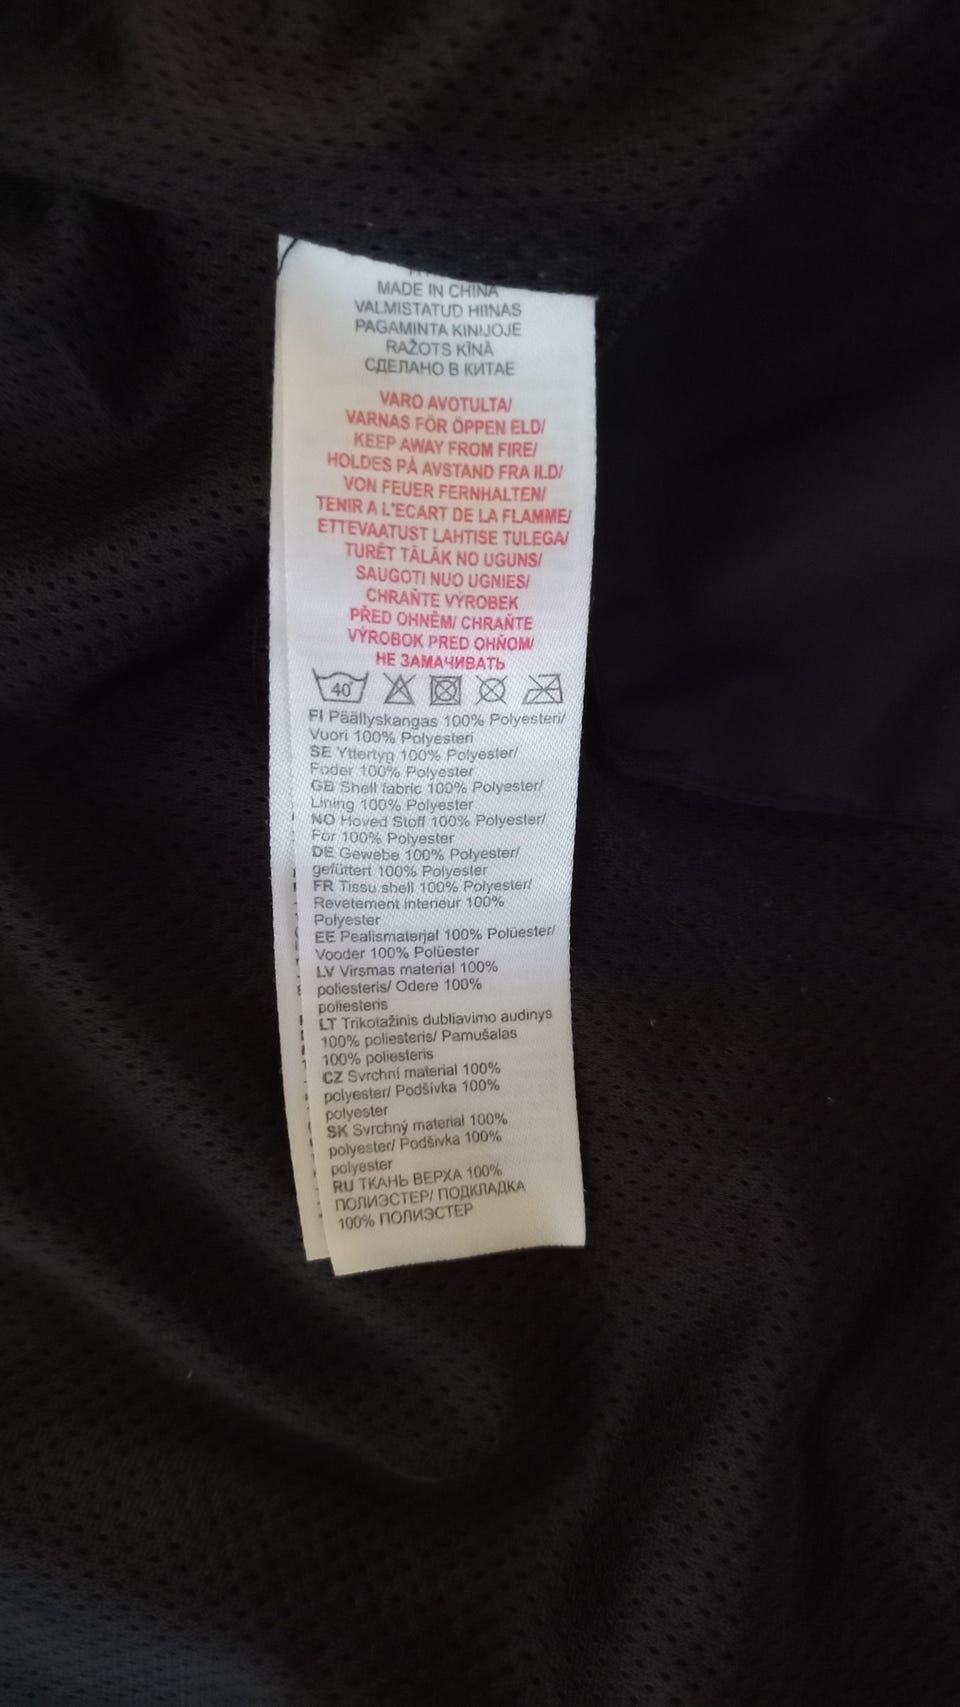 MADE IN CHINA
VALMISTATUD HIINAS
PAGAMINTA KINIJOJE
RAŽOTS KĪNĀ
СДЕЛАНО В КИТАЕ
VARO AVOTULTA/
VARNAS FÖR ÖPPEN ELD/
KEEP AWAY FROM FIRE/
HOLDES PÅ AVSTAND FRA ILD/
VON FEUER FERNHALTEN/
TENIR A L'ECART DE LA FLAMME/
ETTEVAATUST LAHTISE TULEGA/
TURĒT TĀLĀK NO UGUNS/
SAUGOTI NUO UGNIES/
CHRAŇTE VÝROBEK
PŘED OHNĚM/ CHRAŇTE
VÝROBOK PRED OHŇOM/
НЕ ЗАМАЧИВАТЬ
40°
FI Päällyskangas 100% Polyesteri/
Vuori 100% Polyesteri
SE Yttertyg 100% Polyester/
Foder 100% Polyester
GB Shell fabric 100% Polyester/
Lining 100% Polyester
NO Hoved Stoff 100% Polyester/
For 100% Polyester
DE Gewebe 100% Polyester/
gefüttert 100% Polyester
FR Tissu shell 100% Polyester/
Revetement interieur 100%
Polyester
EE Pealismaterjal 100% Polüester/
Vooder 100% Polüester
LV Virsmas material 100%
poliesteris/ Odere 100%
poliesteris
LT Trikotažinis dubliavimo audinys
100% poliesteris/ Pamušalas
100% poliesteris
CZ Svrchní material 100%
polyester/ Podšívka 100%
polyester
SK Svrchný material 100%
polyester/ Podšivka 100%
polyester
RU ТКАНЬ ВЕРХА 100%
ПОЛИЭСТЕР/ ПОДКЛАДКА
100% ПОЛИЭСТЕР